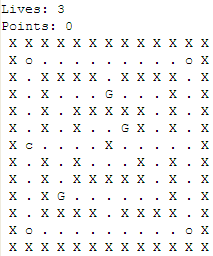 Lives: 3
Points: 0
X X X X X X X X X X X X X
X o . . . . . . . . . o X
X . X X X X . X X X X . X
X . X . . . G . . . X . X
X . X . X X X X X . X . X
X . X . X . . G X . X . X
X c . . . . X . . . . . X
X . X . X . . . X . X . X
X . X . X X X X X . X . X
X . X G . . . . . . X . X
X . X X X X . X X X X . X
X o . . . . . . . . . o X
X X X X X X X X X X X X X